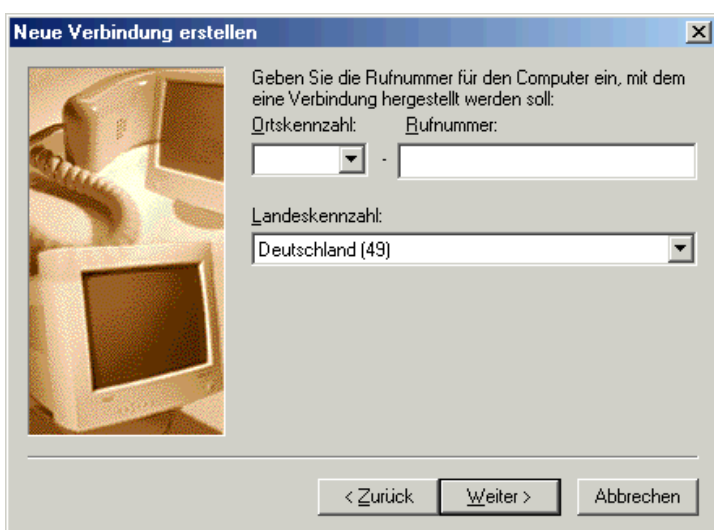 Neue Verbindung erstellen
Geben Sie die Rufnummer für den Computer ein, mit dem
eine Verbindung hergestellt werden soll:
Ortskennzahl: Rufnummer:
-
Landeskennzahl:
Deutschland (49)
< Zurück Weiter > Abbrechen